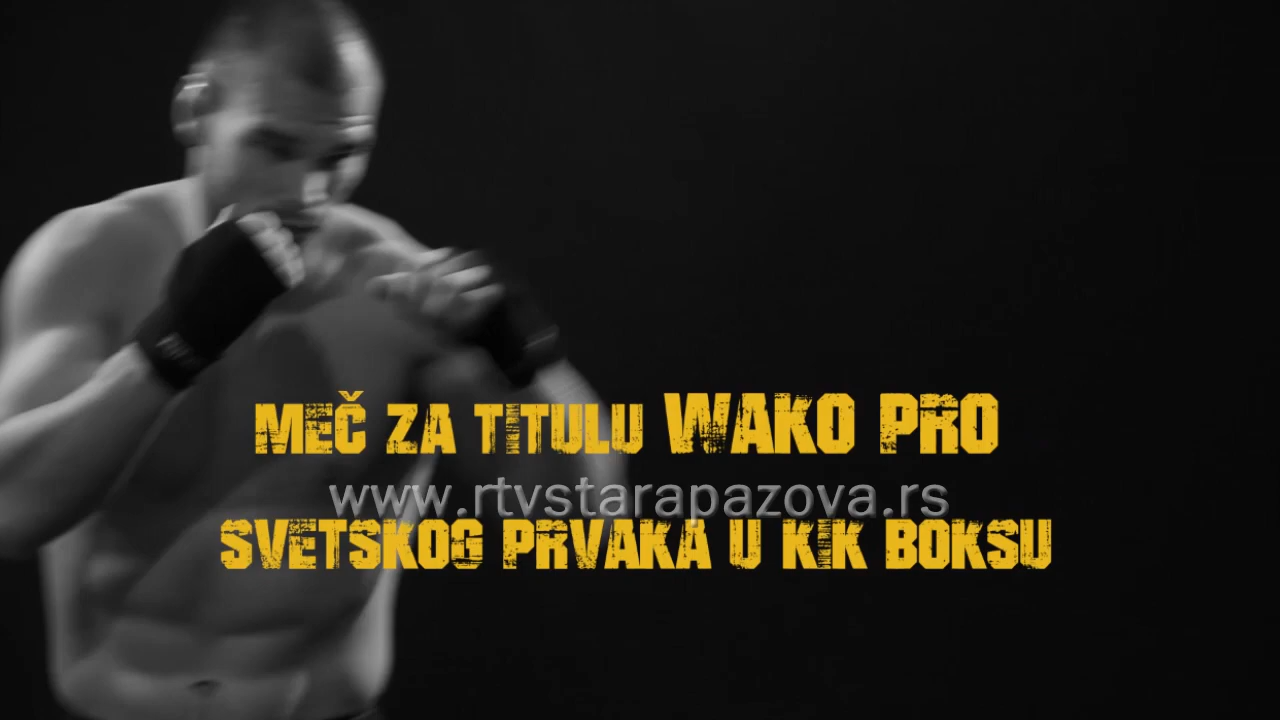 MEČ ZA TITULU WAKO PRO
www.rtvstarapazova.rs
SVETSKOG PRVAKA U KIK BOKSU